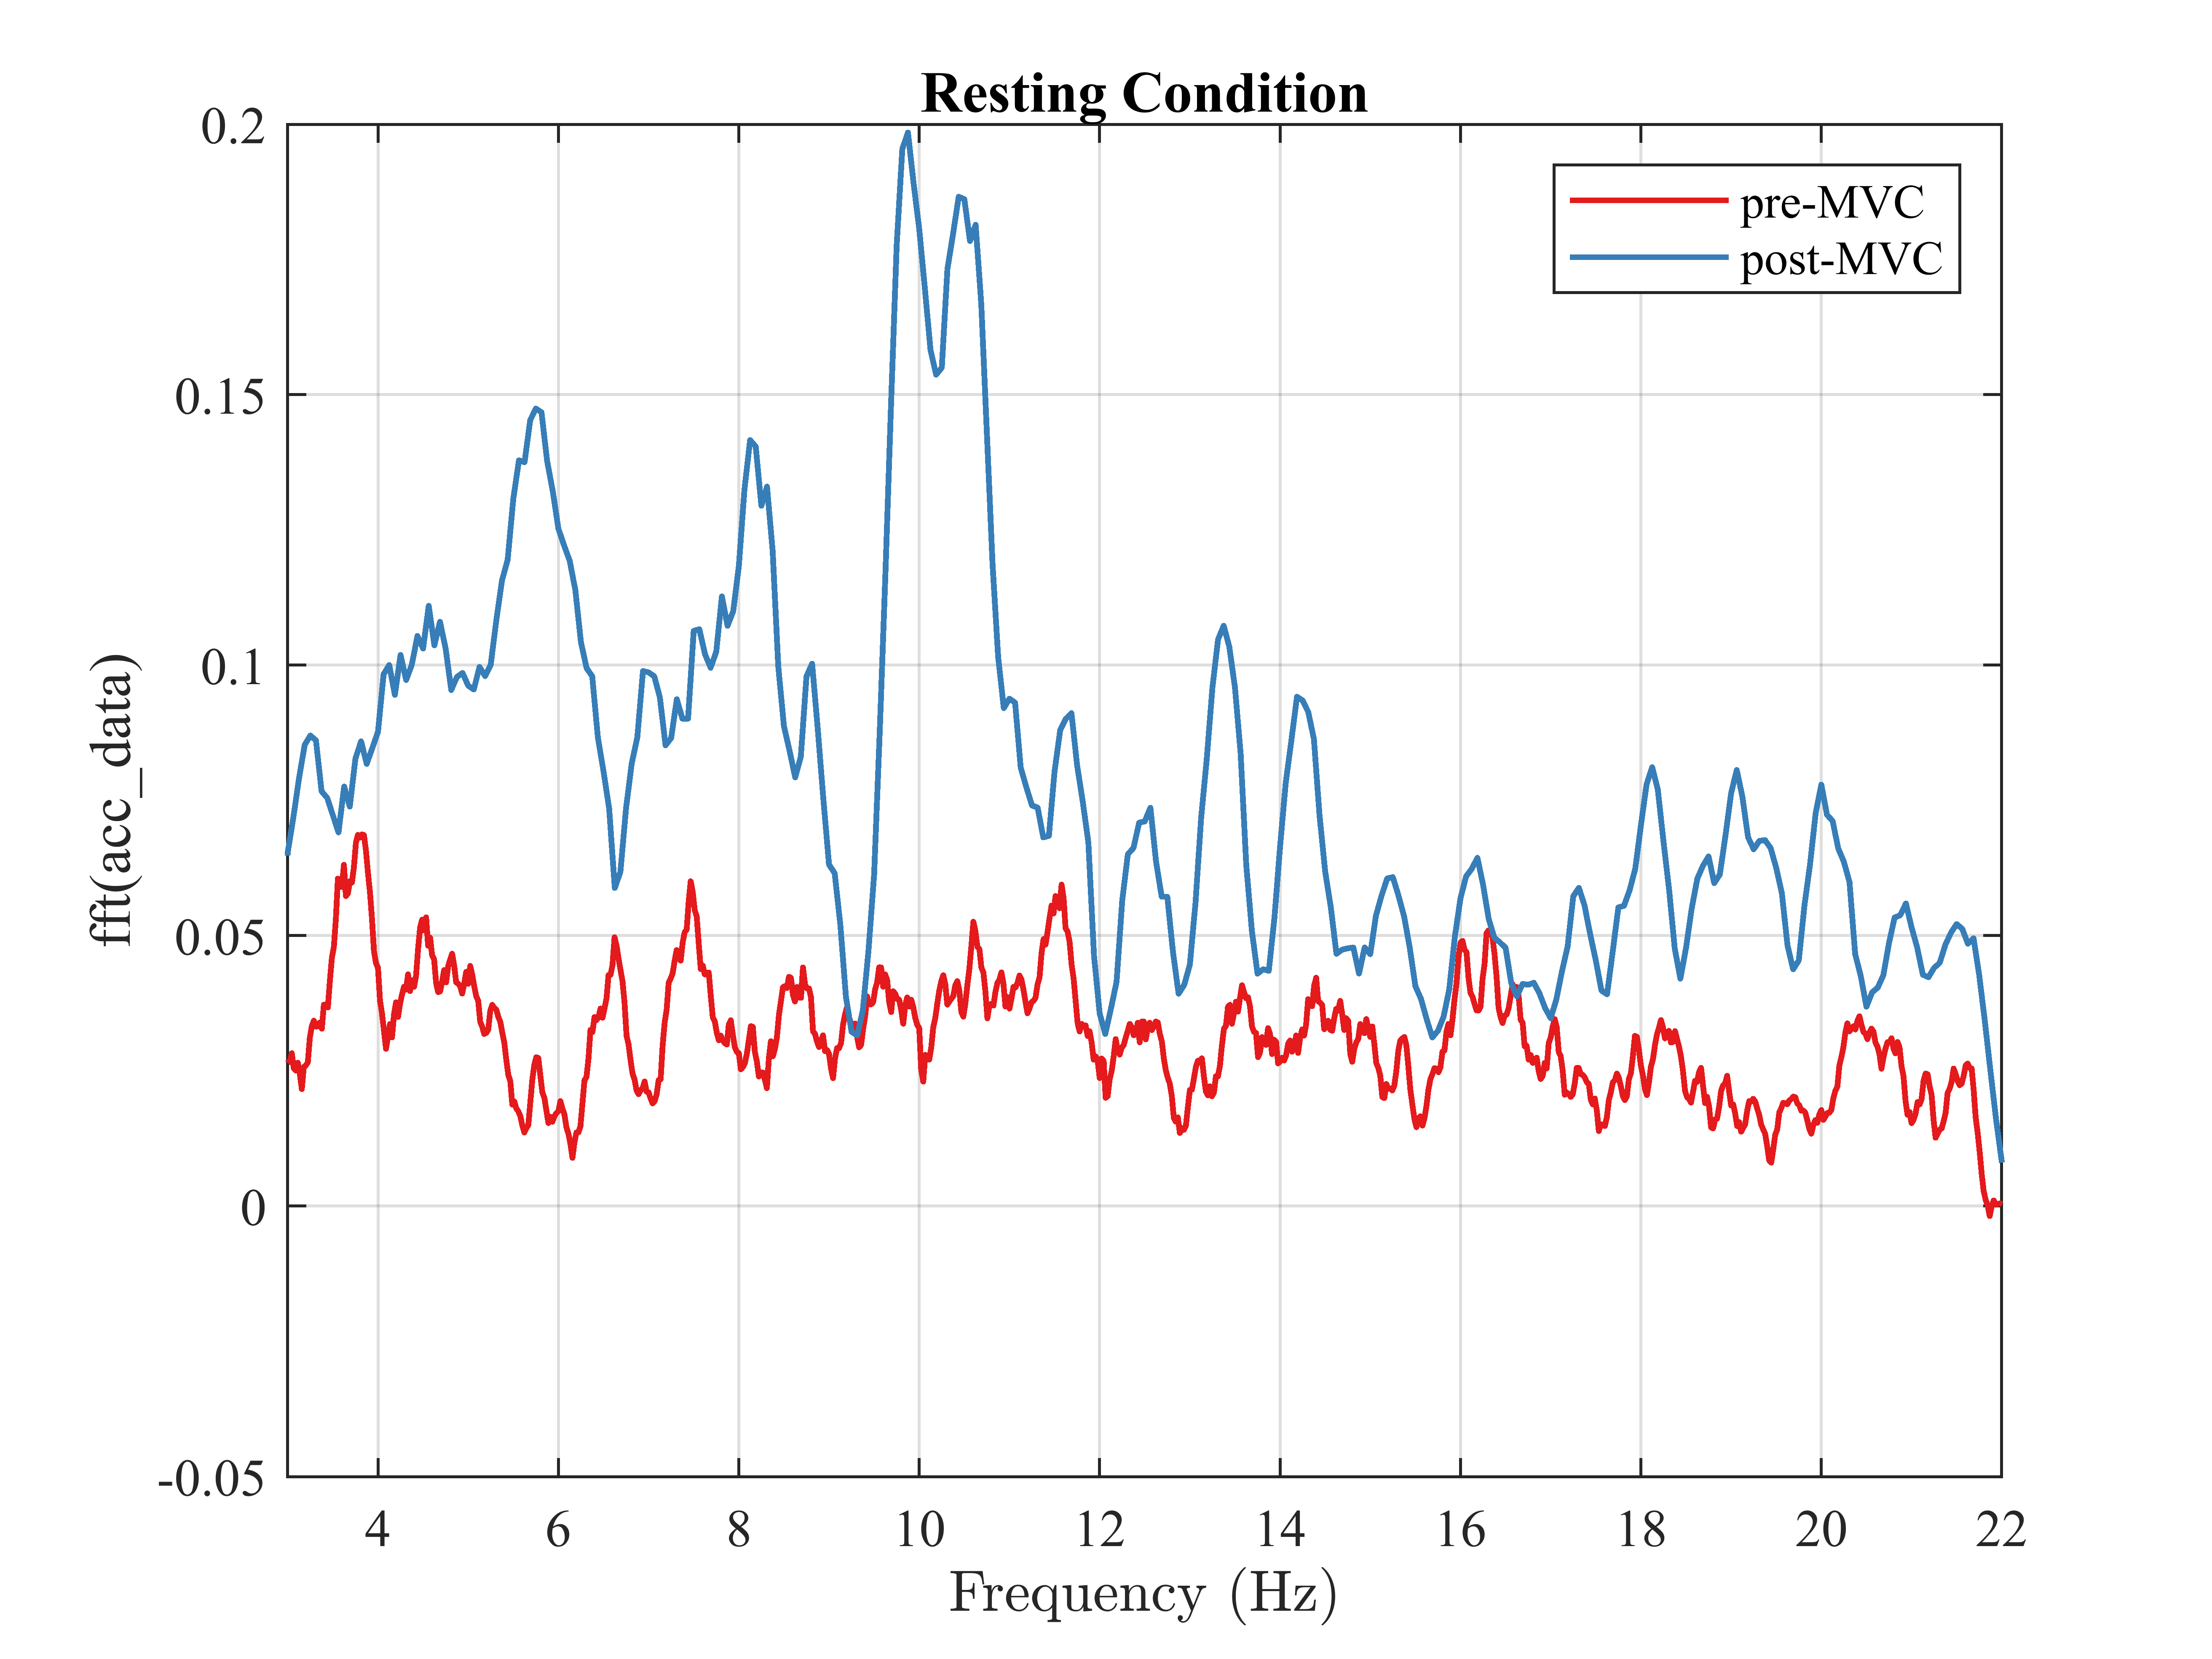 Resting Condition
0.2
0.15
0.1
0.05
0
-0.05
fft(acc_data)
pre-MVC
post-MVC
4 6 8 10 12 14 16 18 20 22
Frequency (Hz)